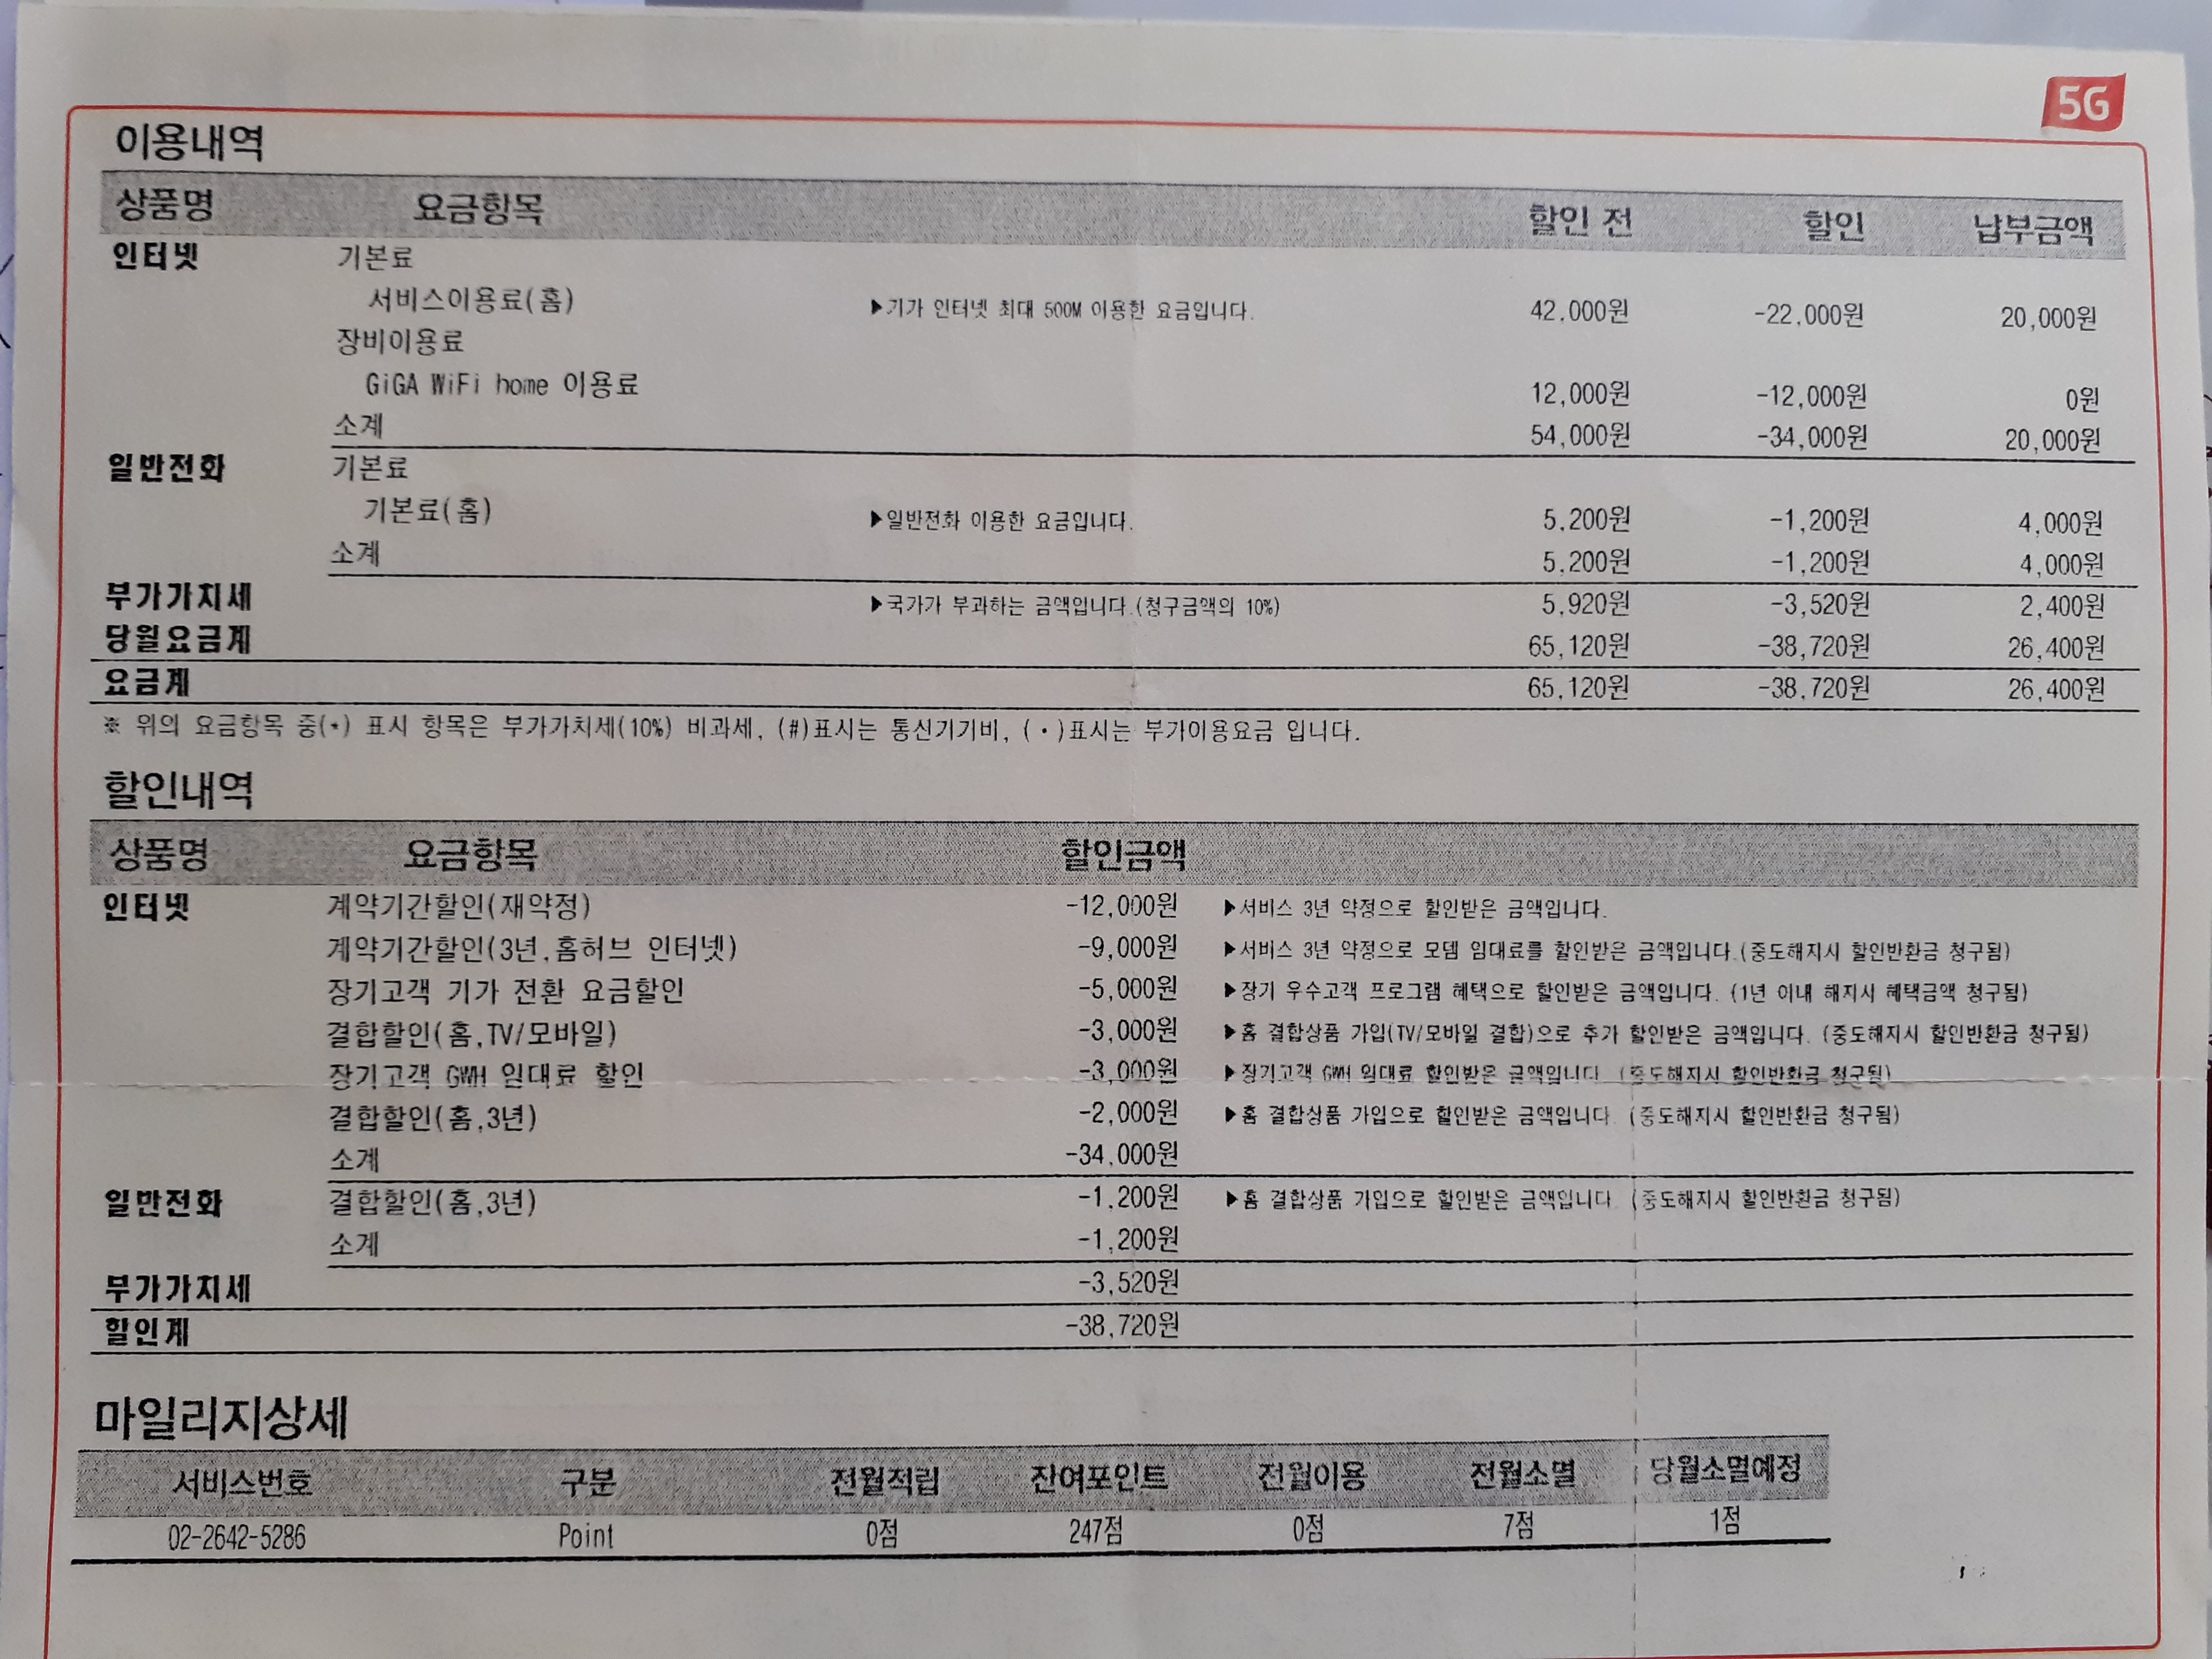 5G
이용내역
상품명 요금항목 할인 전 할인 납부금액
인터넷 기본료
서비스이용료(홈) ▶기가 인터넷 최대 500M 이용한 요금입니다. 42,000원 -22,000원 20,000원
장비이용료
GiGA WiFi home 이용료 12,000원 -12,000원 0원
소계 54,000원 -34,000원 20,000원
일반전화 기본료
기본료(홈) ▶일반전화 이용한 요금입니다. 5,200원 -1,200원 4,000원
소계 5,200원 -1,200원 4,000원
부가가치세 ▶국가가 부과하는 금액입니다.(청구금액의 10%) 5,920원 -3,520원 2,400원
당월요금계 65,120원 -38,720원 26,400원
요금계 65,120원 -38,720원 26,400원
※ 위의 요금항목 중(*) 표시 항목은 부가가치세(10%) 비과세, (#)표시는 통신기기비, (·)표시는 부가이용요금 입니다.
할인내역
상품명 요금항목 할인금액
인터넷 계약기간할인(재약정) -12,000원 ▶서비스 3년 약정으로 할인받은 금액입니다.
계약기간할인(3년,홈허브 인터넷) -9,000원 ▶서비스 3년 약정으로 모뎀 임대료를 할인받은 금액입니다.(중도해지시 할인반환금 청구됨)
장기고객 기가 전환 요금할인 -5,000원 ▶장기 우수고객 프로그램 혜택으로 할인받은 금액입니다. (1년 이내 해지시 혜택금액 청구됨)
결합할인(홈,TV/모바일) -3,000원 ▶홈 결합상품 가입(TV/모바일 결합)으로 추가 할인받은 금액입니다. (중도해지시 할인반환금 청구됨)
장기고객 GWH 임대료 할인 -3,000원 ▶장기고객 GWH 임대료 할인받은 금액입니다. (중도해지시 할인반환금 청구됨)
결합할인(홈,3년) -2,000원 ▶홈 결합상품 가입으로 할인받은 금액입니다. (중도해지시 할인반환금 청구됨)
소계 -34,000원
일반전화 결합할인(홈,3년) -1,200원 ▶홈 결합상품 가입으로 할인받은 금액입니다. (중도해지시 할인반환금 청구됨)
소계 -1,200원
부가가치세 -3,520원
할인계 -38,720원
마일리지상세
서비스번호 구분 전월적립 잔여포인트 전월이용 전월소멸 당월소멸예정
02-2642-5286 Point 0점 247점 0점 7점 1점